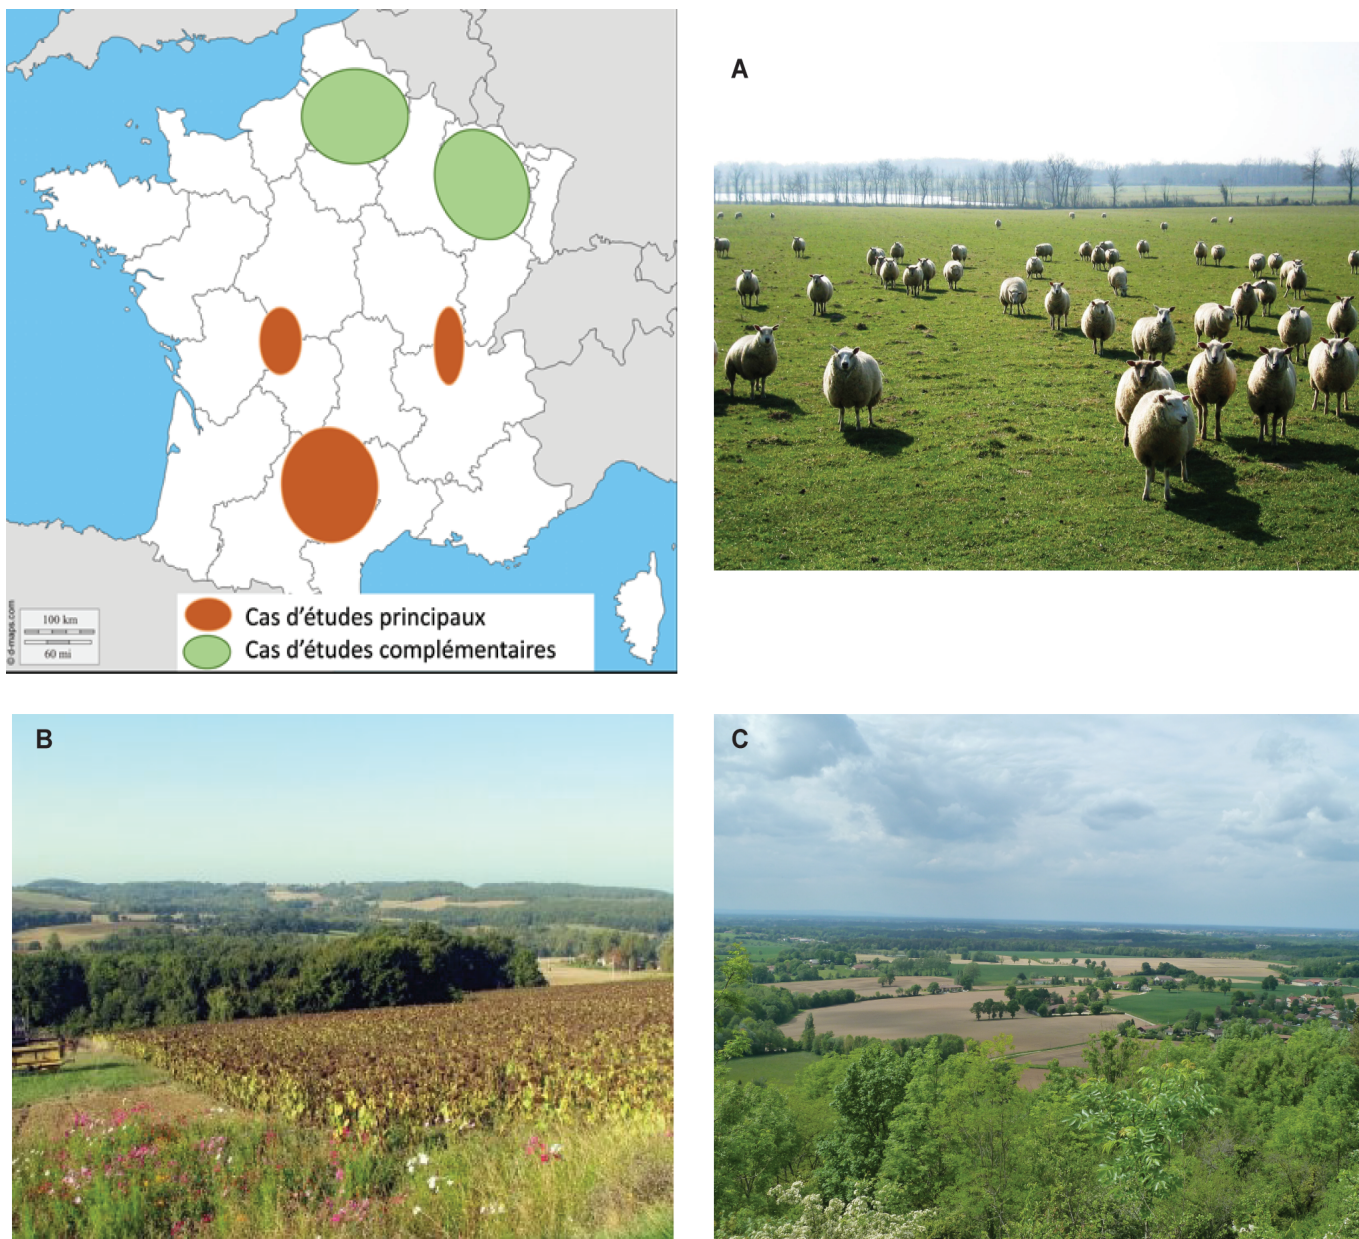 A
Cas d'études principaux
Cas d'études complémentaires
100 km
60 mi
© d-maps.com
B
C